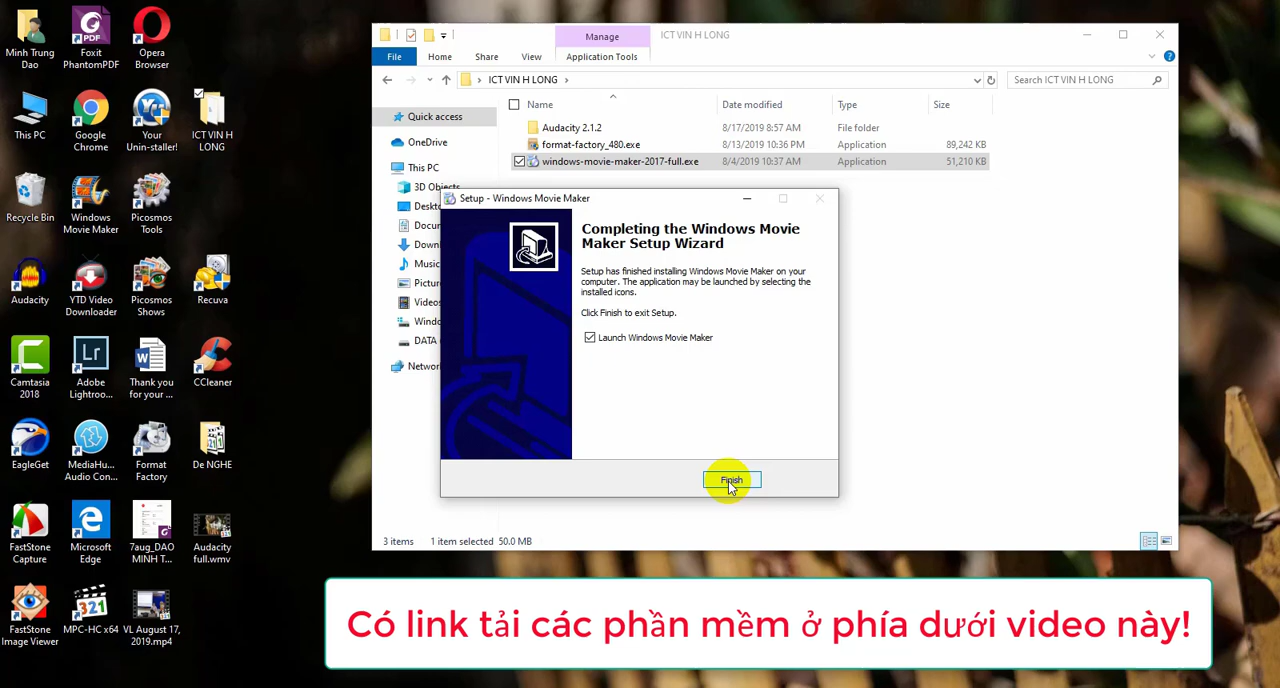 Minh Trung
Dao
Foxit
PhantomPDF
Opera
Browser
This PC
Google
Chrome
Your
Unin-staller!
ICT VIN H
LONG
Recycle Bin
Windows
Movie Maker
Picosmos
Tools
Audacity
YTD Video
Downloader
Picosmos
Shows
Recuva
Camtasia
2018
Adobe
Lightroo...
Thank you
for your ...
CCleaner
EagleGet
MediaHu...
Audio Con...
Format
Factory
De NGHE
FastStone
Capture
Microsoft
Edge
7aug_DAO
MINH T...
Audacity
full.wmv
FastStone
Image Viewer
MPC-HC x64
VL August 17,
2019.mp4
Manage
ICT VIN H LONG
File
Home
Share
View
Application Tools
ICT VIN H LONG
Search ICT VIN H LONG
Name
Date modified
Type
Size
Audacity 2.1.2
8/17/2019 8:57 AM
File folder
format-factory_480.exe
8/13/2019 10:36 PM
Application
89,242 KB
windows-movie-maker-2017-full.exe
8/4/2019 10:37 AM
Application
51,210 KB
Quick access
OneDrive
This PC
3D Objects
Deskto
Docun
Downl
Music
Picture
Videos
Windo
DATA
Network
Setup - Windows Movie Maker
Completing the Windows Movie
Maker Setup Wizard
Setup has finished installing Windows Movie Maker on your
computer. The application may be launched by selecting the
installed icons.
Click Finish to exit Setup.
Launch Windows Movie Maker
Finish
3 items
1 item selected 50.0 MB
Có link tải các phần mềm ở phía dưới video này!